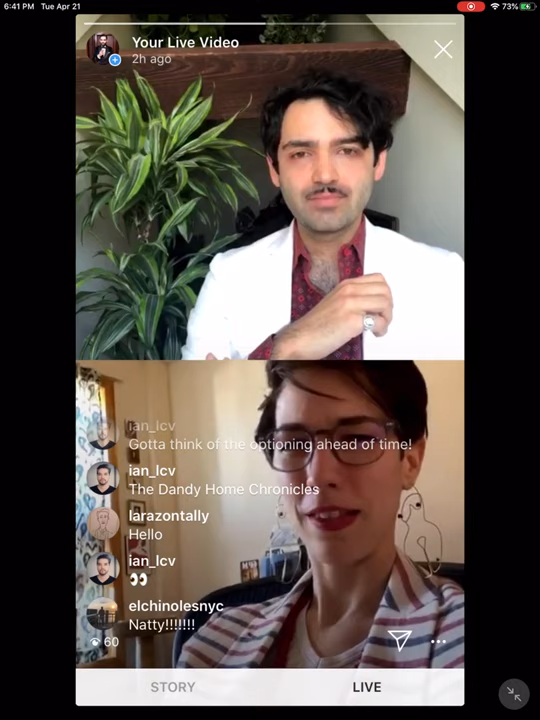 6:41 PM Tue Apr 21
73%
Your Live Video
2h ago
ian_lcv
Gotta think of the optioning ahead of time!
ian_lcv
The Dandy Home Chronicles
larazontally
Hello
ian_lcv
👀
elchinolesnyc
Natty!!!!!!!
60
STORY
LIVE